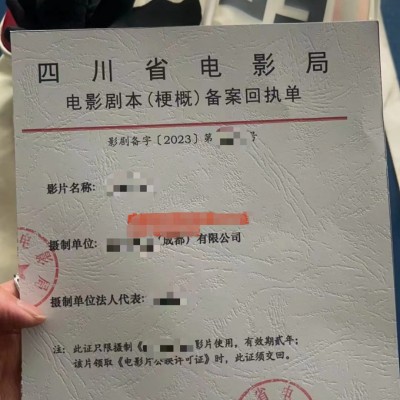 四川省电影局
电影剧本(梗概)备案回执单
影剧备字〔2023〕第 号
影片名称:
摄制单位: (成都)有限公司
摄制单位法人代表:
注: 此证只限摄制《 影片使用, 有效期贰年;
该片领取《电影片公映许可证》时, 此证须交回。